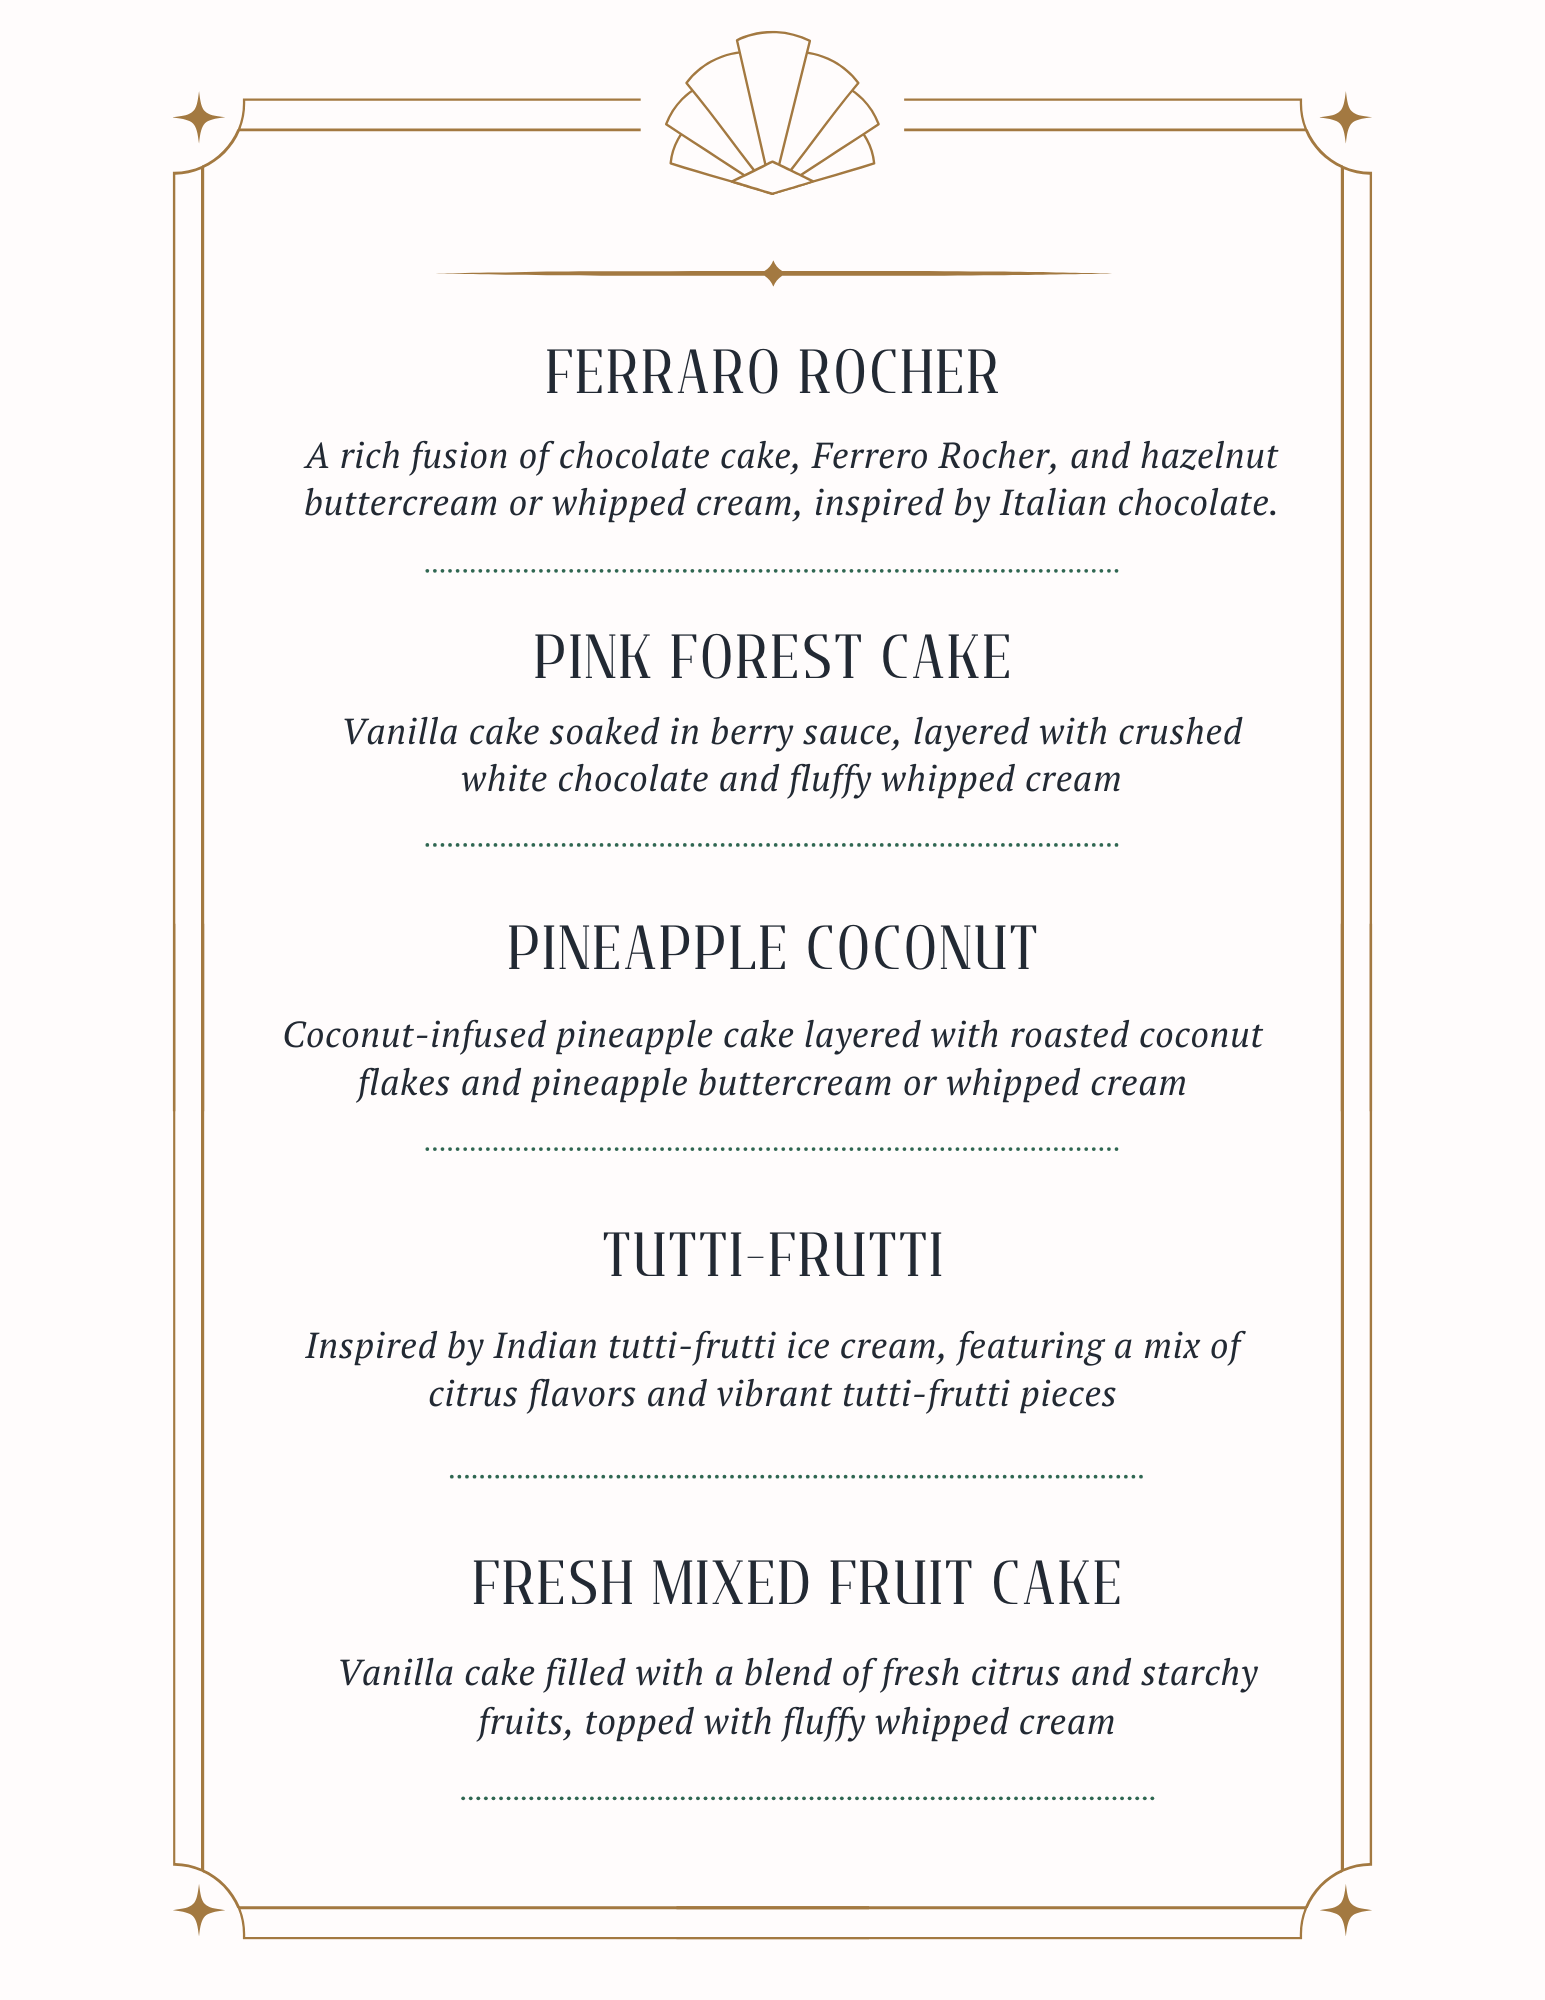 FERRARO ROCHER
A rich fusion of chocolate cake, Ferrero Rocher, and hazelnut
buttercream or whipped cream, inspired by Italian chocolate.
PINK FOREST CAKE
Vanilla cake soaked in berry sauce, layered with crushed
white chocolate and fluffy whipped cream
PINEAPPLE COCONUT
Coconut-infused pineapple cake layered with roasted coconut
flakes and pineapple buttercream or whipped cream
TUTTI-FRUTTI
Inspired by Indian tutti-frutti ice cream, featuring a mix of
citrus flavors and vibrant tutti-frutti pieces
FRESH MIXED FRUIT CAKE
Vanilla cake filled with a blend of fresh citrus and starchy
fruits, topped with fluffy whipped cream